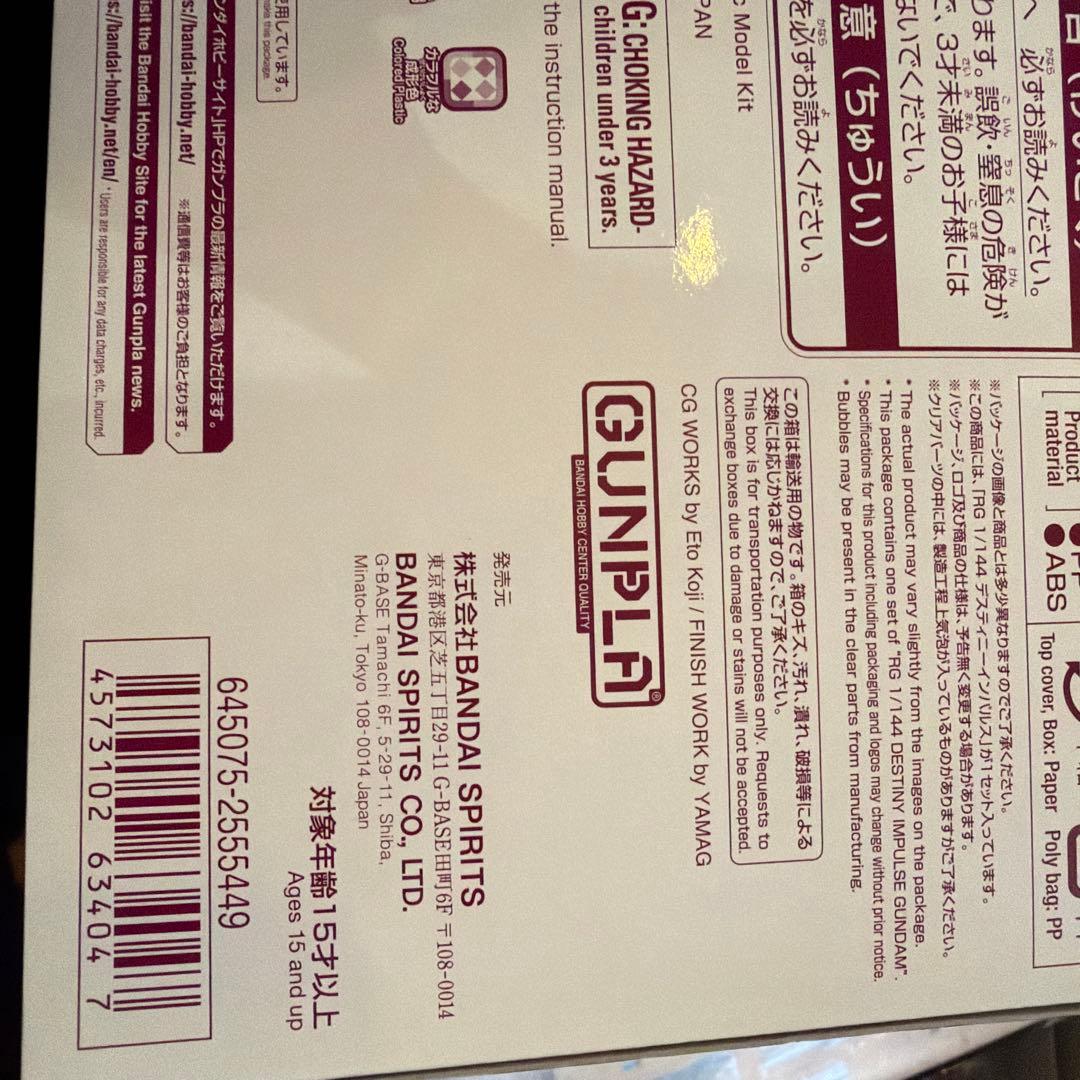 へ 必ずお読みください。
ります。誤飲・窒息の危険が
で、3才未満のお子様には
ないでください。
意(ちゅうい)
を必ずお読みください。
c Model Kit
PAN
G: CHOKING HAZARD-
children under 3 years.
the instruction manual.
カラフルな
成形色
Colored Plastic
使用しています。
make this package.
ンダイホビーサイト」HPでガンプラの最新情報をご覧いただけます。
s://bandai-hobby.net/ ※通信費等はお客様のご負担となります。
isit the Bandai Hobby Site for the latest Gunpla news.
s://bandai-hobby.net/en/ *Users are responsible for any data charges, etc., incurred.
Product
material
ABS
Top cover, Box: Paper Poly bag: PP
※パッケージの画像と商品とは多少異なりますのでご了承ください。
※この商品には、「RG 1/144 デスティニーインパルス」が1セット入っています。
※パッケージ、ロゴ及び商品の仕様は、予告無く変更する場合があります。
※クリアパーツの中には、製造工程上気泡が入っているものがありますがご了承ください。
* The actual product may vary slightly from the images on the package.
* This package contains one set of "RG 1/144 DESTINY IMPULSE GUNDAM".
* Specifications for this product including packaging and logos may change without prior notice.
* Bubbles may be present in the clear parts from manufacturing.
この箱は輸送用の物です。箱のキズ、汚れ、潰れ、破損等による
交換には応じかねますので、ご了承ください。
This box is for transportation purposes only. Requests to
exchange boxes due to damage or stains will not be accepted.
CG WORKS by Eto Koji / FINISH WORK by YAMAG
GUNPLA®
BANDAI HOBBY CENTER QUALITY
発売元
株式会社BANDAI SPIRITS
東京都港区芝五丁目29-11 G-BASE田町6F 〒108-0014
BANDAI SPIRITS CO., LTD.
G-BASE Tamachi 6F, 5-29-11, Shiba,
Minato-ku, Tokyo 108-0014 Japan
対象年齢15才以上
Ages 15 and up
645075-2555449
4 573102 634047